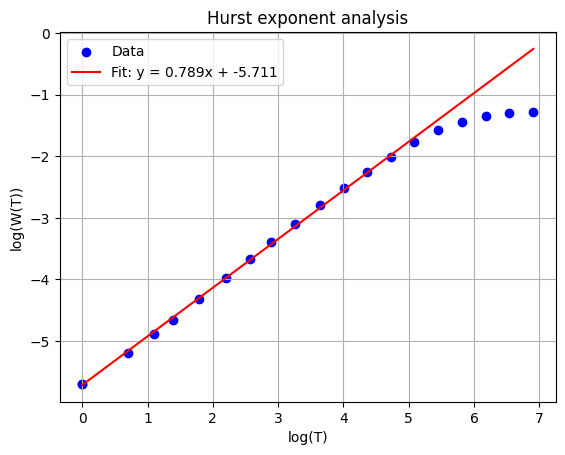 Hurst exponent analysis
Data
Fit: y = 0.789x + -5.711
0
−1
−2
−3
−4
−5
log(W(T))
0 1 2 3 4 5 6 7
log(T)